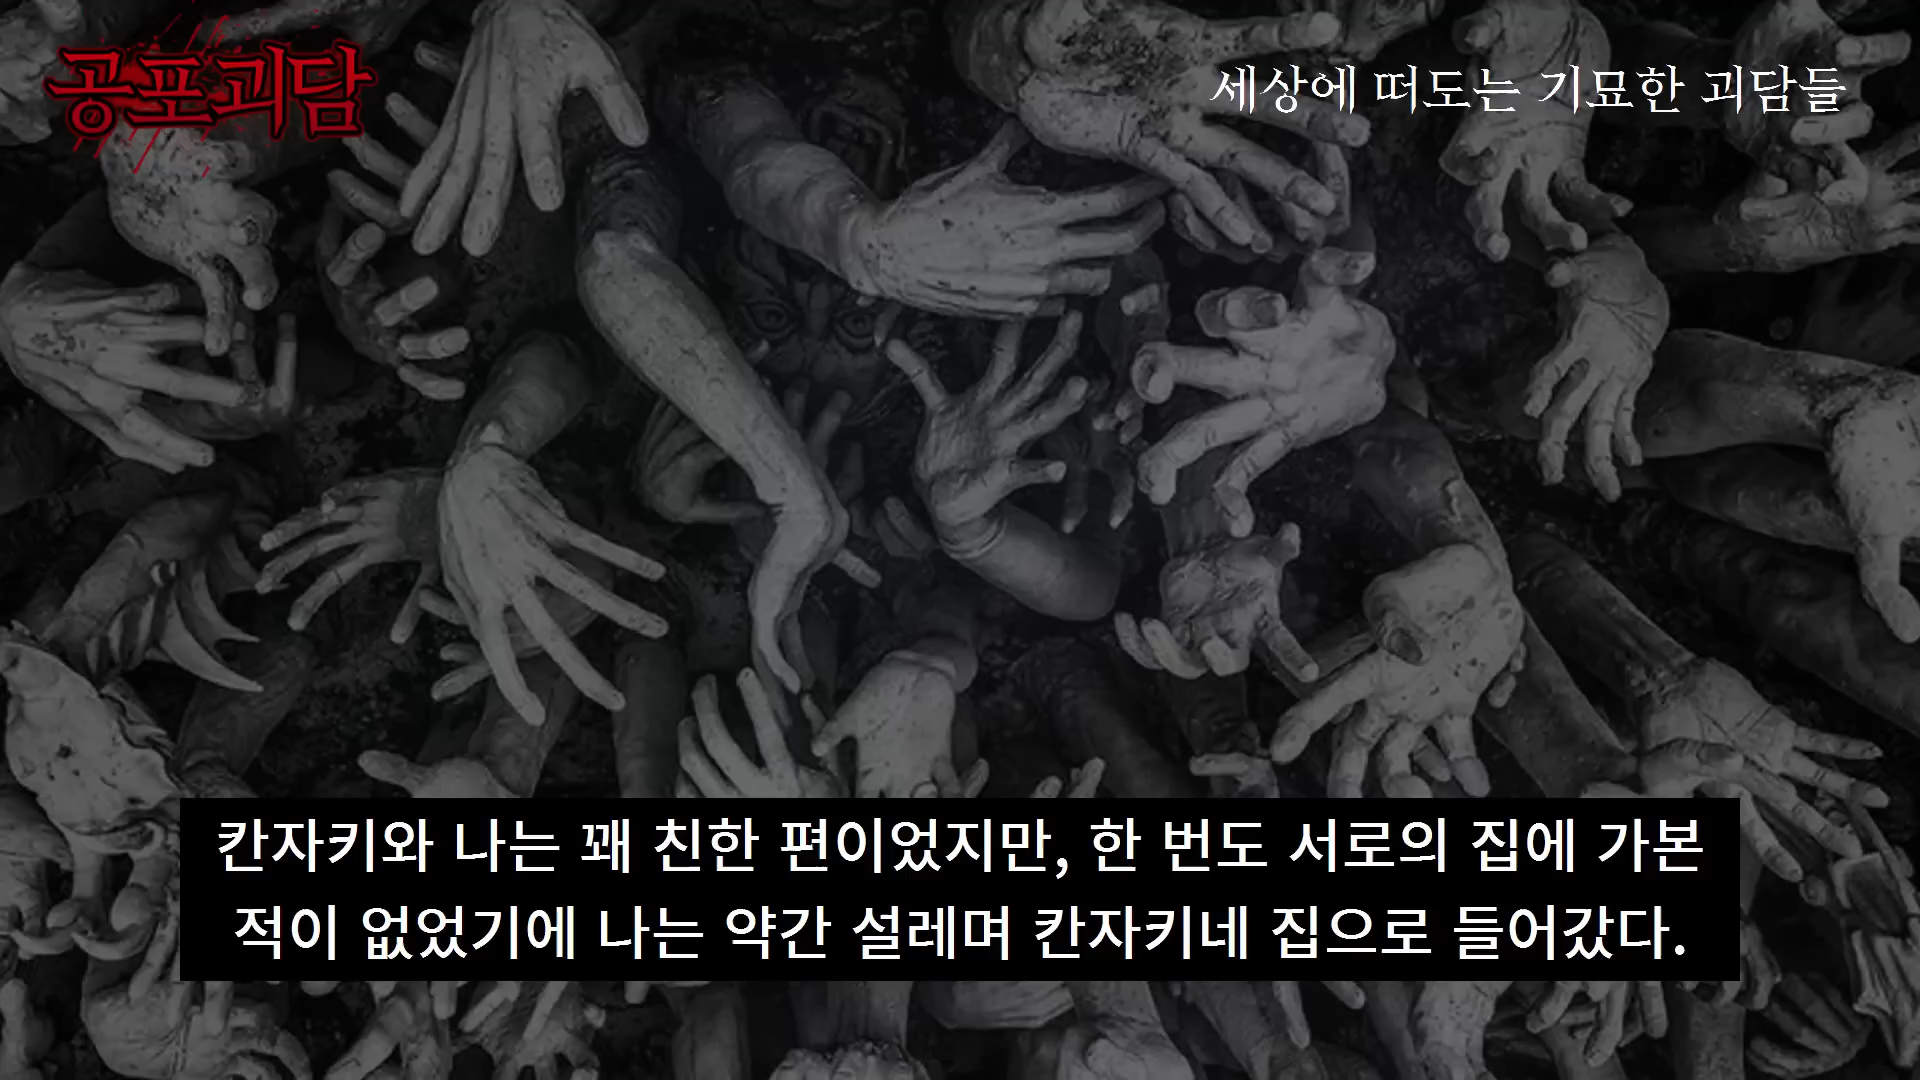 공포괴담
세상에 떠도는 기묘한 괴담들
칸자키와 나는 꽤 친한 편이었지만, 한 번도 서로의 집에 가본
적이 없었기에 나는 약간 설레며 칸자키네 집으로 들어갔다.